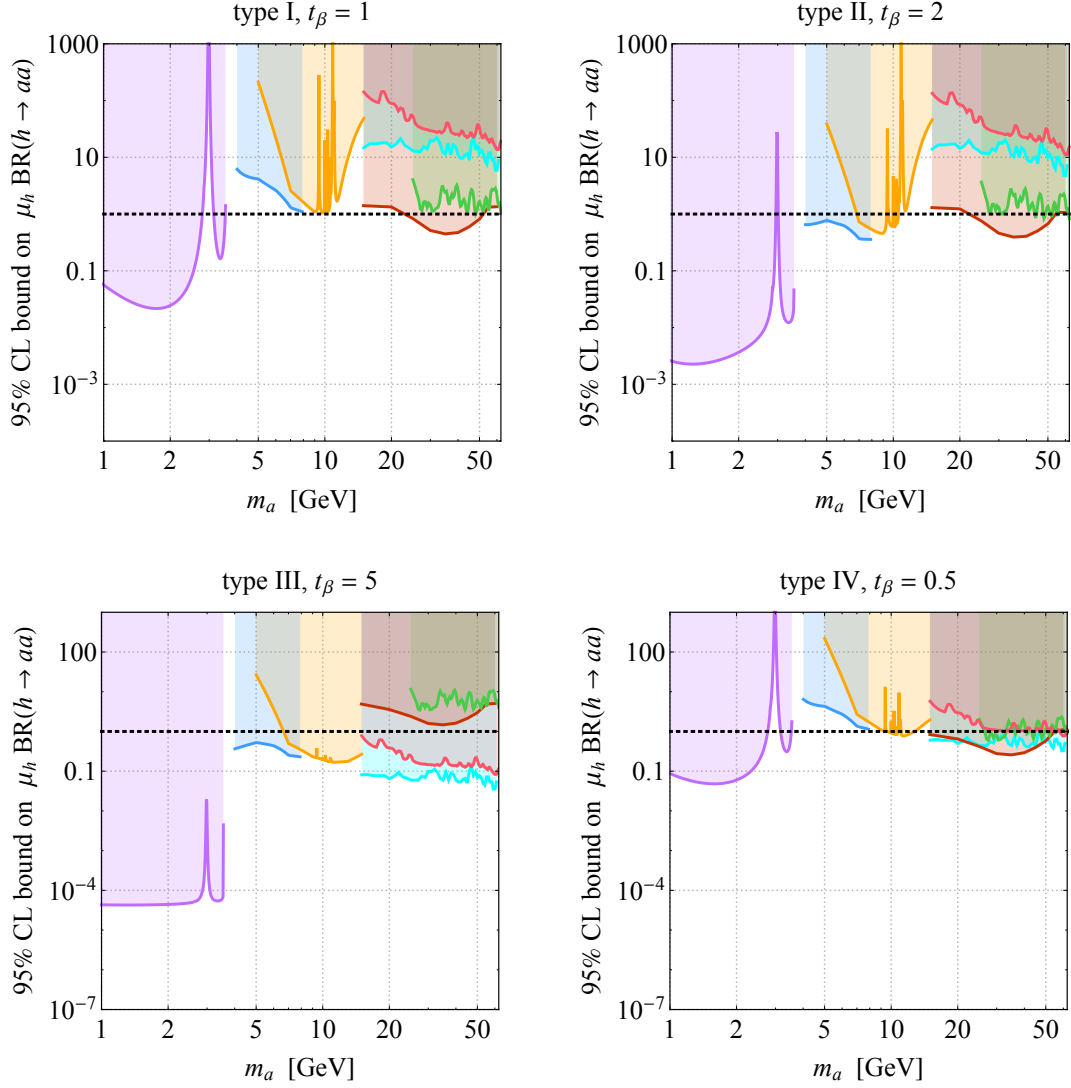 type I, tβ = 1
1000
10
0.1
10⁻³
1 2 5 10 20 50
mₐ [GeV]
95% CL bound on μₕ BR(h → aa)
type II, tβ = 2
1000
10
0.1
10⁻³
1 2 5 10 20 50
mₐ [GeV]
95% CL bound on μₕ BR(h → aa)
type III, tβ = 5
100
0.1
10⁻⁴
10⁻⁷
1 2 5 10 20 50
mₐ [GeV]
95% CL bound on μₕ BR(h → aa)
type IV, tβ = 0.5
100
0.1
10⁻⁴
10⁻⁷
1 2 5 10 20 50
mₐ [GeV]
95% CL bound on μₕ BR(h → aa)